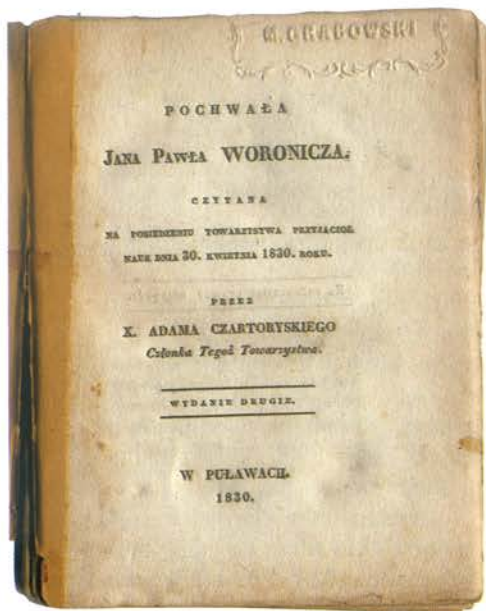 M. GRABOWSKI
POCHWAŁA
JANA PAWŁA WORONICZA,
CZYTANA
NA POSIEDZENIU TOWARZYSTWA PRZYJACIOŁ
NAUK DNIA 30. KWIETNIA 1830. ROKU.
PRZEZ
X. ADAMA CZARTORYSKIEGO
Członka Tegoż Towarzystwa.
WYDANIE DRUGIE.
W PUŁAWACH.
1830.